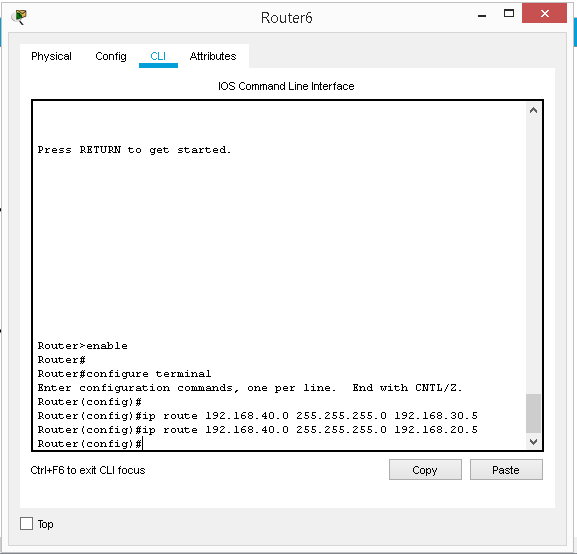 Router6
Physical Config CLI Attributes
IOS Command Line Interface
Press RETURN to get started.
Router>enable
Router#
Router#configure terminal
Enter configuration commands, one per line.  End with CNTL/Z.
Router(config)#
Router(config)#ip route 192.168.40.0 255.255.255.0 192.168.30.5
Router(config)#ip route 192.168.40.0 255.255.255.0 192.168.20.5
Router(config)#
Ctrl+F6 to exit CLI focus
Copy Paste
Top